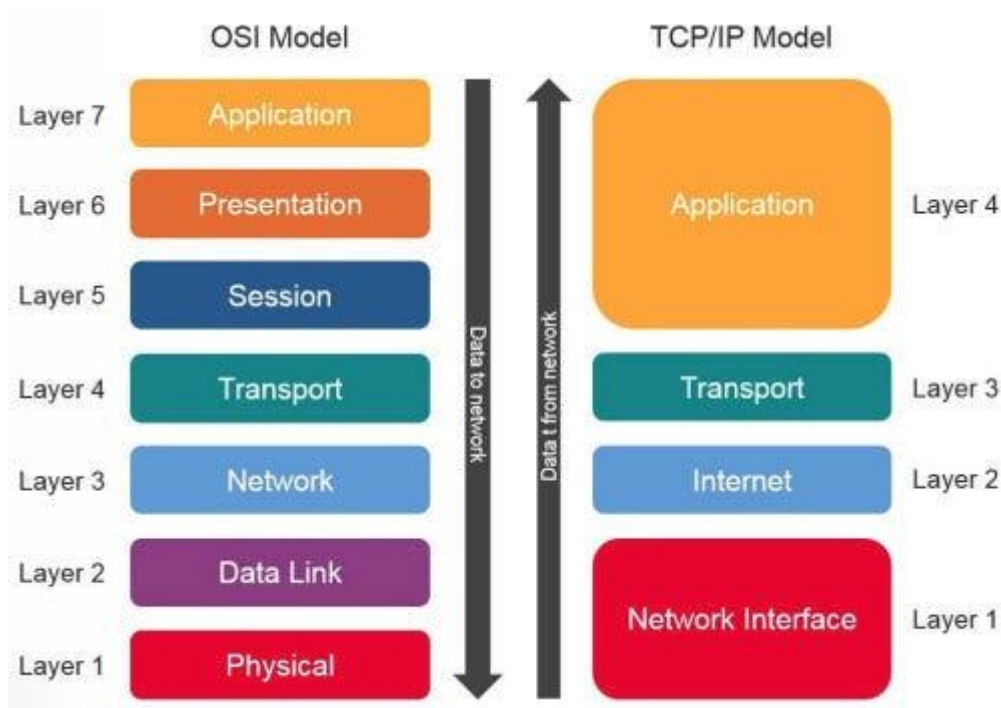 OSI Model
TCP/IP Model
Layer 7
Application
Layer 6
Presentation
Layer 5
Session
Layer 4
Transport
Layer 3
Network
Layer 2
Data Link
Layer 1
Physical
Data to network
Data t from network
Application
Layer 4
Transport
Layer 3
Internet
Layer 2
Network Interface
Layer 1